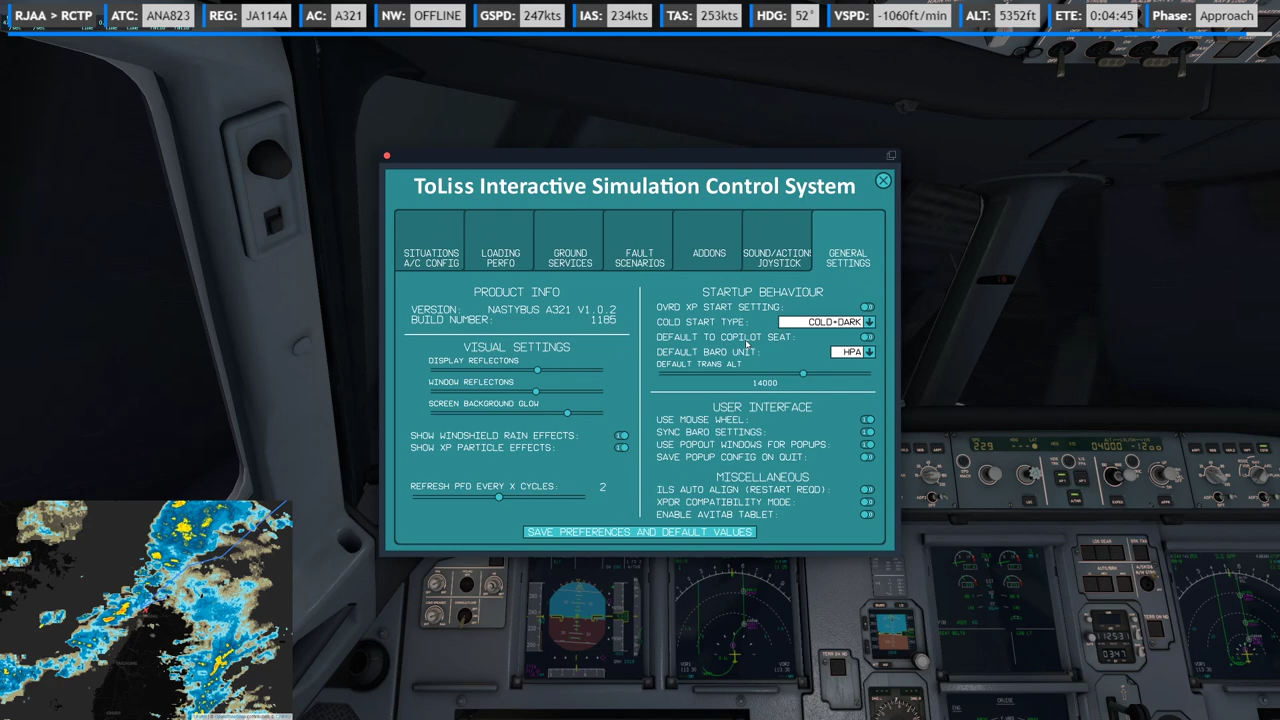 RJAA > RCTP ATC: ANA823 REG: JA114A AC: A321 NW: OFFLINE GSPD: 247kts IAS: 234kts TAS: 253kts HDG: 52° VSPD: -1060ft/min ALT: 5352ft ETE: 0:04:45 Phase: Approach
ToLiss Interactive Simulation Control System
SITUATIONS
A/C CONFIG
LOADING
PERFO
GROUND
SERVICES
FAULT
SCENARIOS
ADDONS
SOUND/ACTION
JOYSTICK
GENERAL
SETTINGS
PRODUCT INFO
VERSION: NASTYBUS A321 V1.0.2
BUILD NUMBER: 1185
VISUAL SETTINGS
DISPLAY REFLECTONS
WINDOW REFLECTONS
SCREEN BACKGROUND GLOW
SHOW WINDSHIELD RAIN EFFECTS:
SHOW XP PARTICLE EFFECTS:
REFRESH PFD EVERY X CYCLES: 2
STARTUP BEHAVIOUR
OVRD XP START SETTING:
COLD START TYPE: COLD+DARK
DEFAULT TO COPILOT SEAT:
DEFAULT BARO UNIT: HPA
DEFAULT TRANS ALT
14000
USER INTERFACE
USE MOUSE WHEEL:
SYNC BARO SETTINGS:
USE POPOUT WINDOWS FOR POPUPS:
SAVE POPUP CONFIG ON QUIT:
MISCELLANEOUS
ILS AUTO ALIGN (RESTART REQD):
XPDR COMPATIBILITY MODE:
ENABLE AVITAB TABLET:
SAVE PREFERENCES AND DEFAULT VALUES
229
04000
-1200